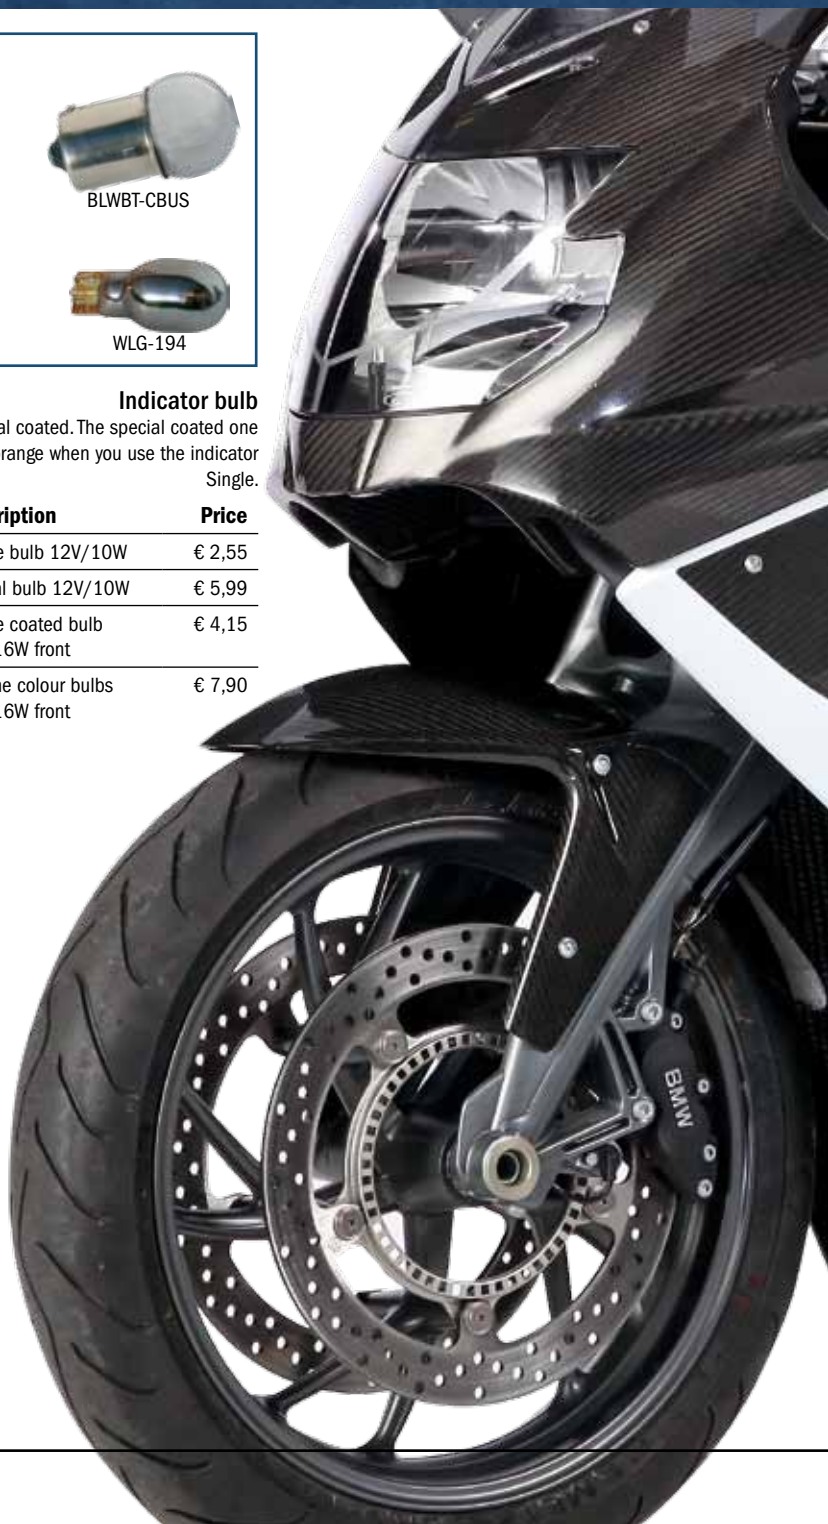 BLWBT-CBUS
WLG-194
Indicator bulb
al coated. The special coated one
range when you use the indicator
Single.
ription Price
e bulb 12V/10W € 2,55
al bulb 12V/10W € 5,99
e coated bulb € 4,15
6W front
e colour bulbs € 7,90
6W front
BMW